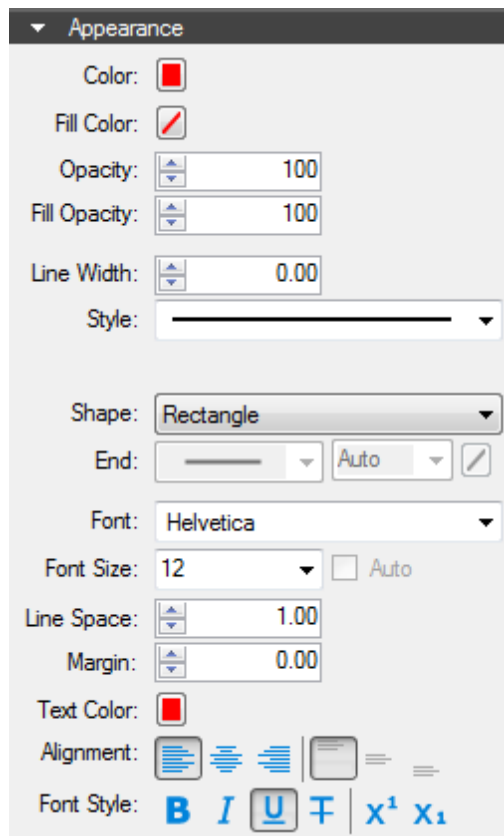 Appearance
Color:
Fill Color:
Opacity: 100
Fill Opacity: 100
Line Width: 0.00
Style:
Shape: Rectangle
End: Auto
Font: Helvetica
Font Size: 12 Auto
Line Space: 1.00
Margin: 0.00
Text Color:
Alignment:
Font Style: B I U T X¹ X₁